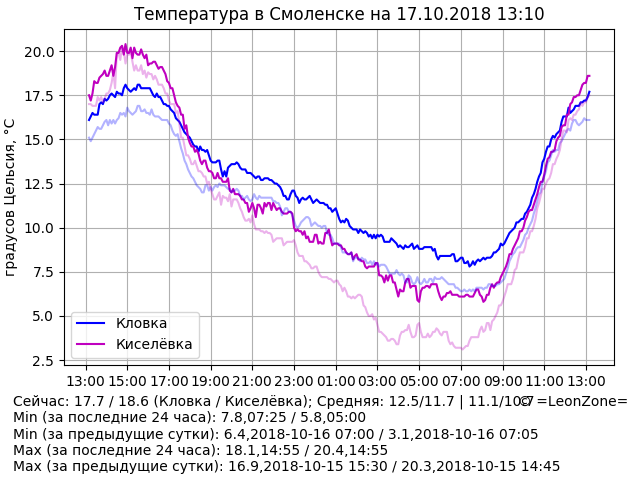 Температура в Смоленске на 17.10.2018 13:10
градусов Цельсия, °C
20.0
17.5
15.0
12.5
10.0
7.5
5.0
2.5
Кловка
Киселёвка
13:00 15:00 17:00 19:00 21:00 23:00 01:00 03:00 05:00 07:00 09:00 11:00 13:00
Сейчас: 17.7 / 18.6 (Кловка / Киселёвка); Средняя: 12.5/11.7 | 11.1/10.7 © =LeonZone=
Min (за последние 24 часа): 7.8,07:25 / 5.8,05:00
Min (за предыдущие сутки): 6.4,2018-10-16 07:00 / 3.1,2018-10-16 07:05
Max (за последние 24 часа): 18.1,14:55 / 20.4,14:55
Max (за предыдущие сутки): 16.9,2018-10-15 15:30 / 20.3,2018-10-15 14:45